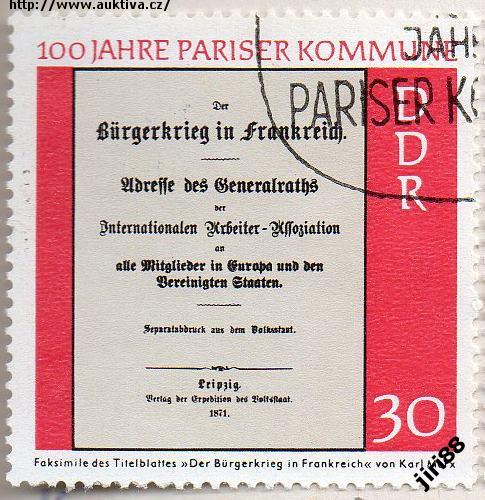 http://www.auktiva.cz/
100 JAHRE PARISER KOMMUNE
JAH
PARISER K
DDR
Der
Bürgerkrieg in Frankreich.
Adresse des Generalraths
der
Internationalen Arbeiter-Assoziation
an
alle Mitglieder in Europa und den
Vereinigten Staaten.
Separatabdruck aus dem Volksstaat.
Leipzig.
Verlag der Expedition des Volksstaat.
1871.
30
Faksimile des Titelblattes »Der Bürgerkrieg in Frankreich« von Karl Marx
jiri88